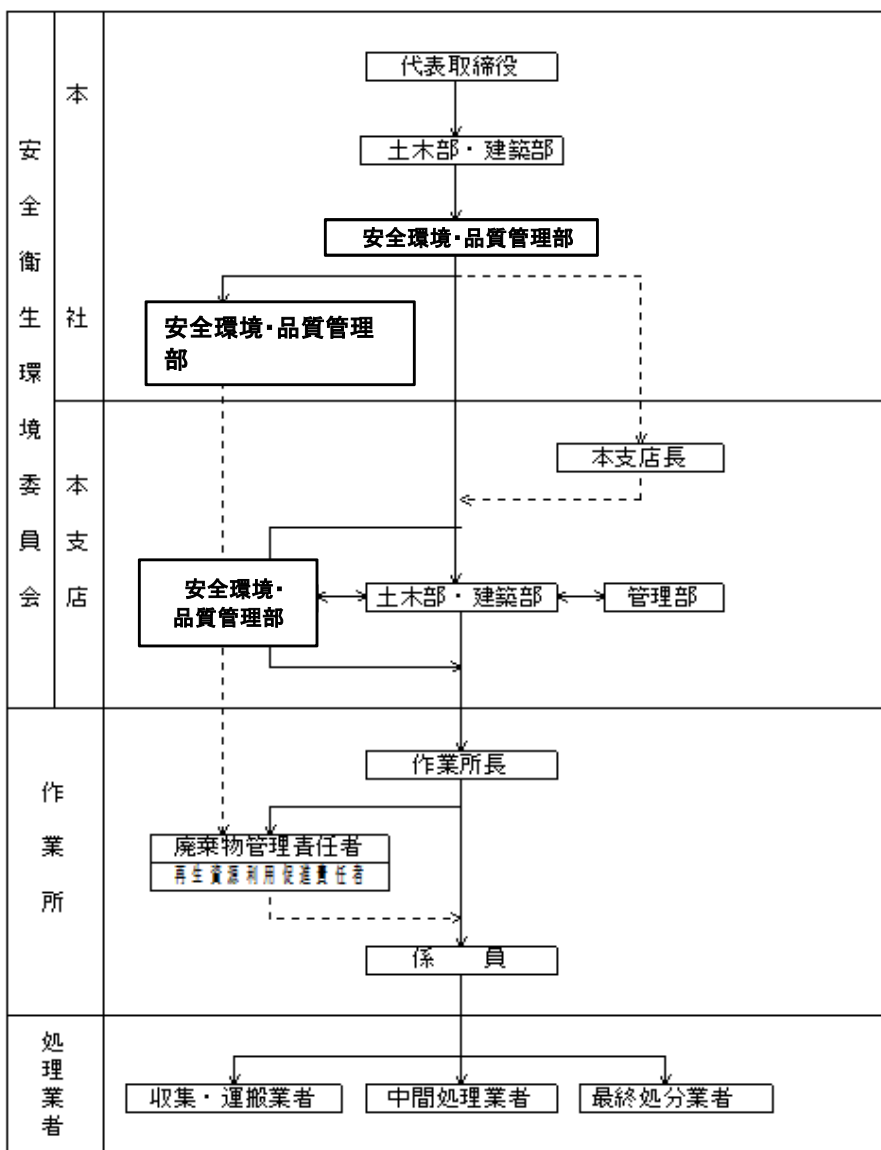 安全衛生環境委員会
本社
代表取締役
土木部・建築部
安全環境・品質管理部
安全環境・品質管理
部
本支店
本支店長
安全環境・
品質管理部
土木部・建築部
管理部
作業所
作業所長
廃棄物管理責任者
再生資源利用促進責任者
係 員
処理業者
収集・運搬業者
中間処理業者
最終処分業者